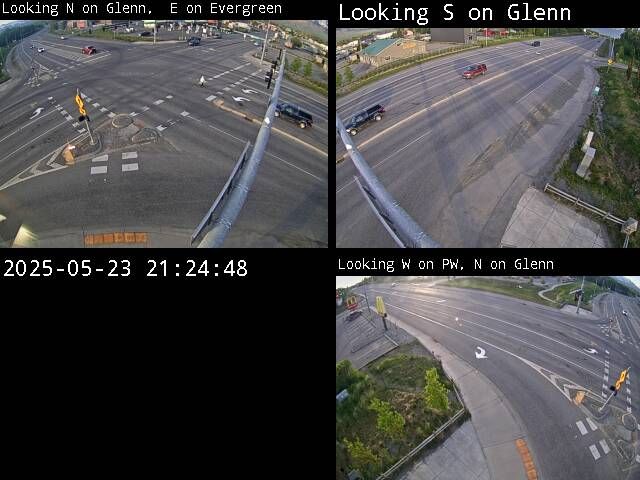 Looking N on Glenn,  E on Evergreen
Looking S on Glenn
2025-05-23 21:24:48
Looking W on PW, N on Glenn